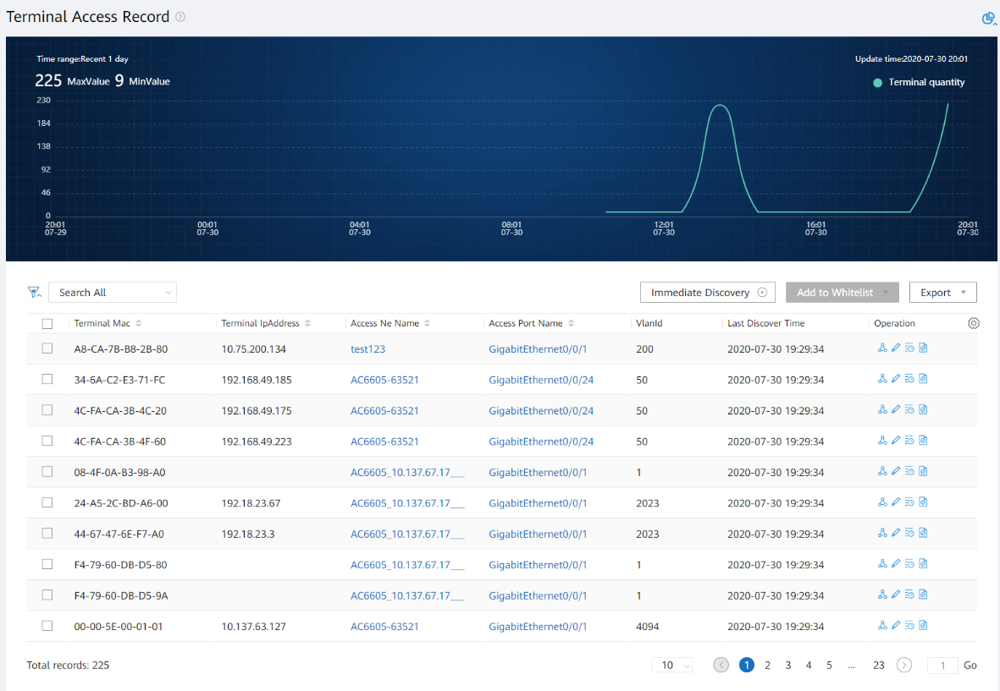 Terminal Access Record ?
Time range:Recent 1 day Update time:2020-07-30 20:01
225 MaxValue 9 MinValue Terminal quantity
230
184
138
92
46
0
20:01 00:01 04:01 08:01 12:01 16:01 20:01
07-29 07-30 07-30 07-30 07-30 07-30 07-30
Search All Immediate Discovery Add to Whitelist Export
Terminal Mac Terminal IpAddress Access Ne Name Access Port Name VlanId Last Discover Time Operation
A8-CA-7B-B8-2B-80 10.75.200.134 test123 GigabitEthernet0/0/1 200 2020-07-30 19:29:34
34-6A-C2-E3-71-FC 192.168.49.185 AC6605-63521 GigabitEthernet0/0/24 50 2020-07-30 19:29:34
4C-FA-CA-3B-4C-20 192.168.49.175 AC6605-63521 GigabitEthernet0/0/24 50 2020-07-30 19:29:34
4C-FA-CA-3B-4F-60 192.168.49.223 AC6605-63521 GigabitEthernet0/0/24 50 2020-07-30 19:29:34
08-4F-0A-B3-98-A0 AC6605_10.137.67.17___ GigabitEthernet0/0/1 1 2020-07-30 19:29:34
24-A5-2C-BD-A6-00 192.18.23.67 AC6605_10.137.67.17___ GigabitEthernet0/0/1 2023 2020-07-30 19:29:34
44-67-47-6E-F7-A0 192.18.23.3 AC6605_10.137.67.17___ GigabitEthernet0/0/1 2023 2020-07-30 19:29:34
F4-79-60-DB-D5-80 AC6605_10.137.67.17___ GigabitEthernet0/0/1 1 2020-07-30 19:29:34
F4-79-60-DB-D5-9A AC6605_10.137.67.17___ GigabitEthernet0/0/1 1 2020-07-30 19:29:34
00-00-5E-00-01-01 10.137.63.127 AC6605-63521 GigabitEthernet0/0/1 4094 2020-07-30 19:29:34
Total records: 225 10 1 2 3 4 5 ... 23 1 Go